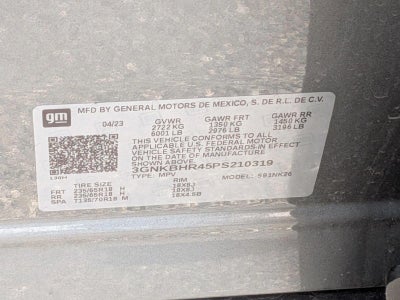 gm
MFD BY GENERAL MOTORS DE MEXICO, S. DE R.L. DE C.V.
04/23 GVWR GAWR FRT GAWR RR
2722 KG 1350 KG 1450 KG
6001 LB 2976 LB 3196 LB
THIS VEHICLE CONFORMS TO ALL
APPLICABLE U.S. FEDERAL MOTOR
VEHICLE SAFETY STANDARDS IN EFFECT
ON THE DATE OF MANUFACTURE SHOWN ABOVE.
3GNKBHR45PS210319
TYPE: MPV MODEL:
TIRE SIZE RIM
FRT 235/65R18 H 18X8J
RR 235/65R18 H 18X8J
SPA T135/70R18 M 18X4.5B